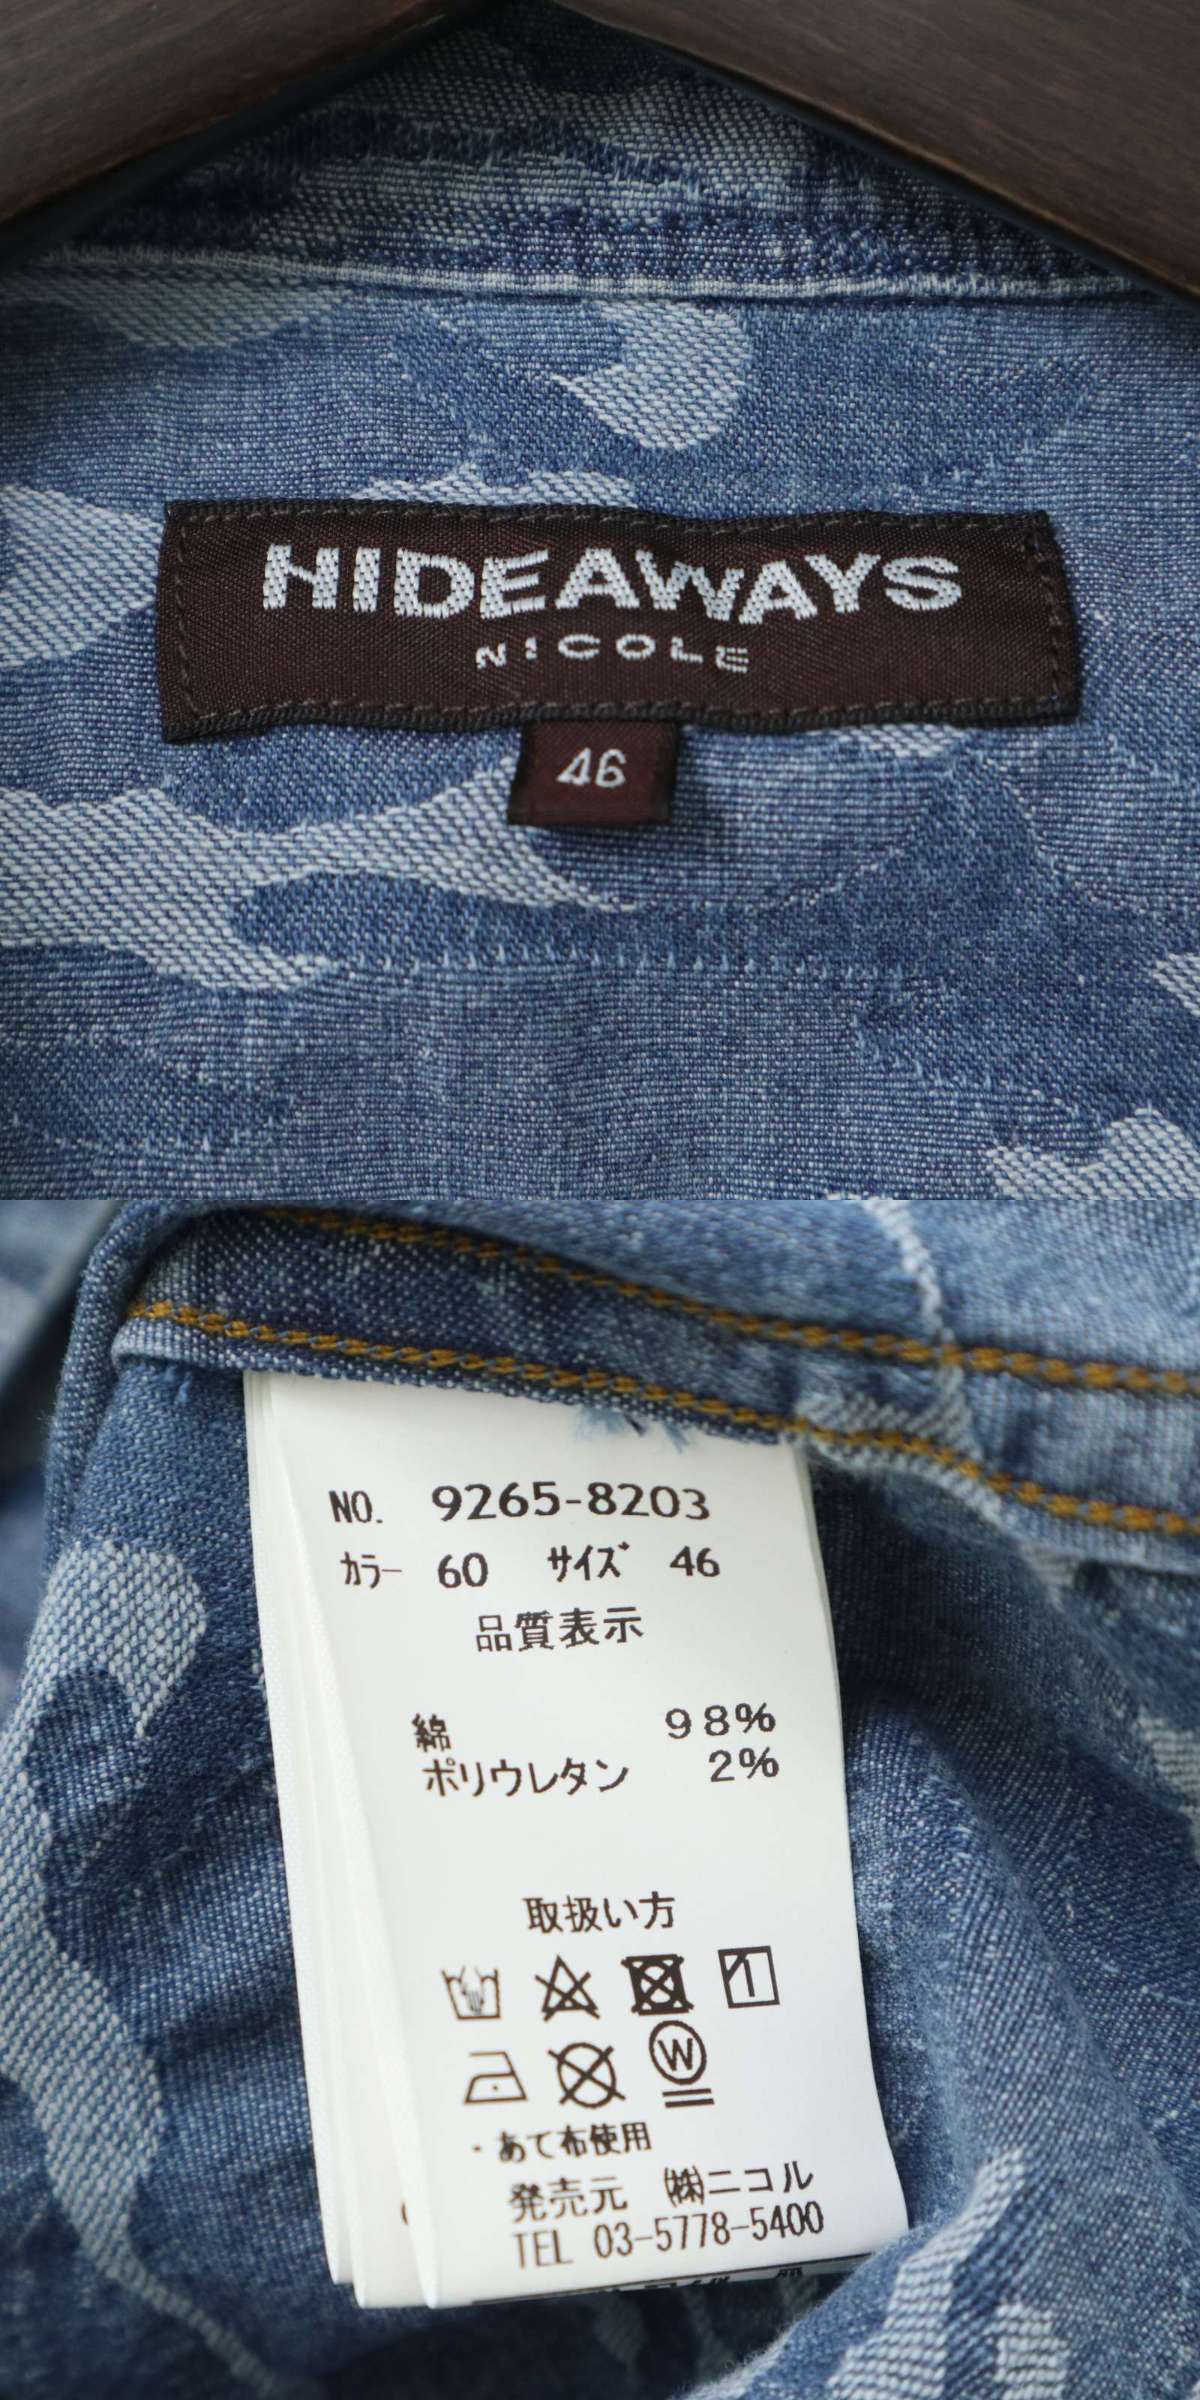 HIDEAWAYS
NICOLE
46
NO. 9265-8203
カラー 60 サイズ 46
品質表示
綿 98%
ポリウレタン 2%
取扱い方
W
・あて布使用
発売元 ㈱ニコル
TEL 03-5778-5400